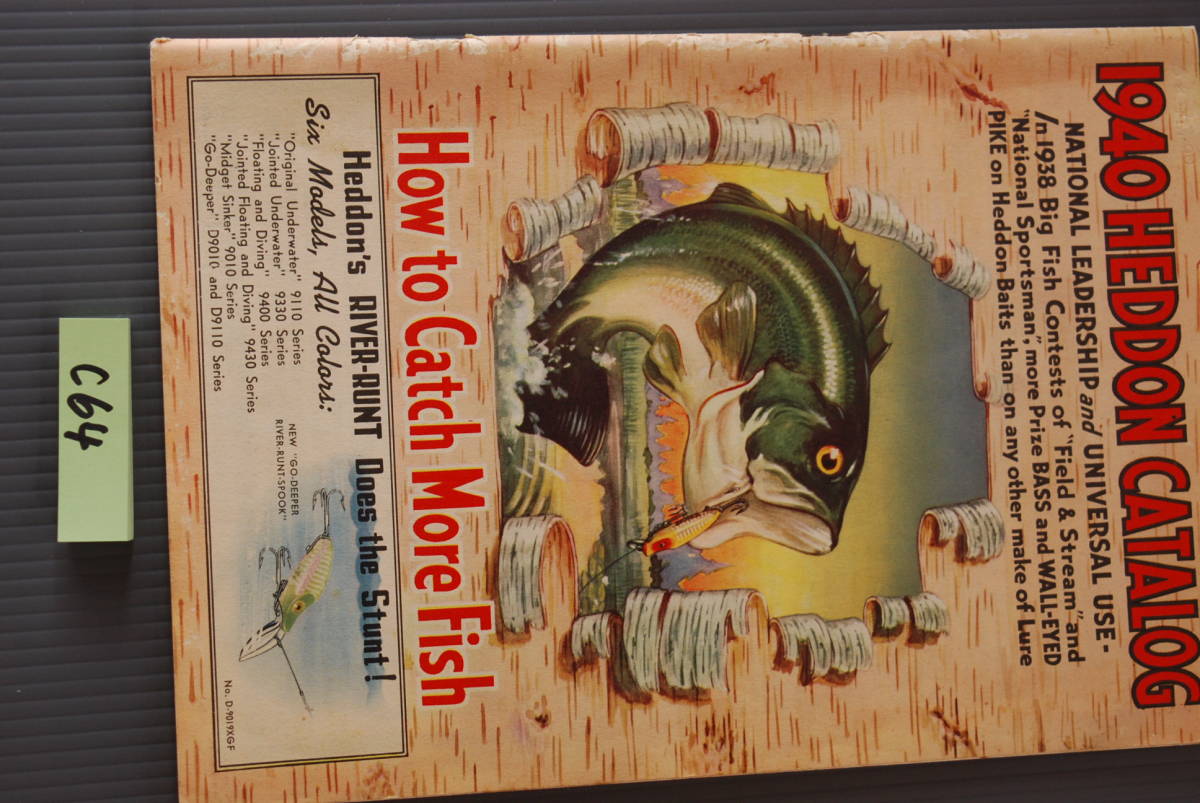 1940 HEDDON CATALOG
NATIONAL LEADERSHIP and UNIVERSAL USE -
In 1938 Big Fish Contests of "Field & Stream" and
"National Sportsman", more Prize BASS and WALL-EYED
PIKE on Heddon Baits than on any other make of Lure
How to Catch More Fish
Heddon's RIVER-RUNT Does the Stunt!
Six Models, All Colors:
"Original Underwater" 9110 Series
"Jointed Underwater" 9330 Series
"Floating and Diving" 9400 Series
"Jointed Floating and Diving" 9430 Series
"Midget Sinker" 9010 Series
"Go-Deeper" D9010 and D9110 Series
NEW "GO-DEEPER
RIVER-RUNT-SPOOK"
No. D-9019XGF
C64